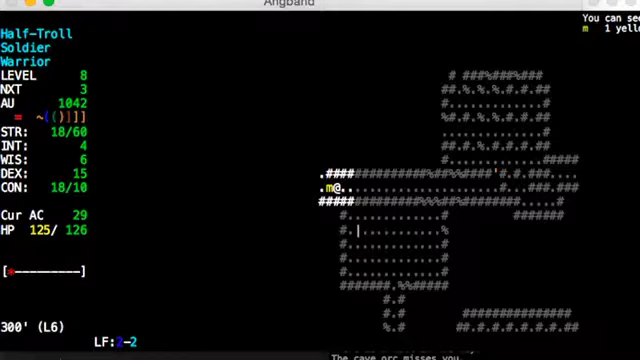 Angband
You can see
m 1 yello
Half-Troll
Soldier
Warrior
LEVEL 8
NXT 3
AU 1042
= ~(()]]]
STR: 18/60
INT: 4
WIS: 6
DEX: 15
CON: 18/10
Cur AC 29
HP 125/ 126
[*---------]
300' (L6)
LF:2-2
The cave orc misses you.